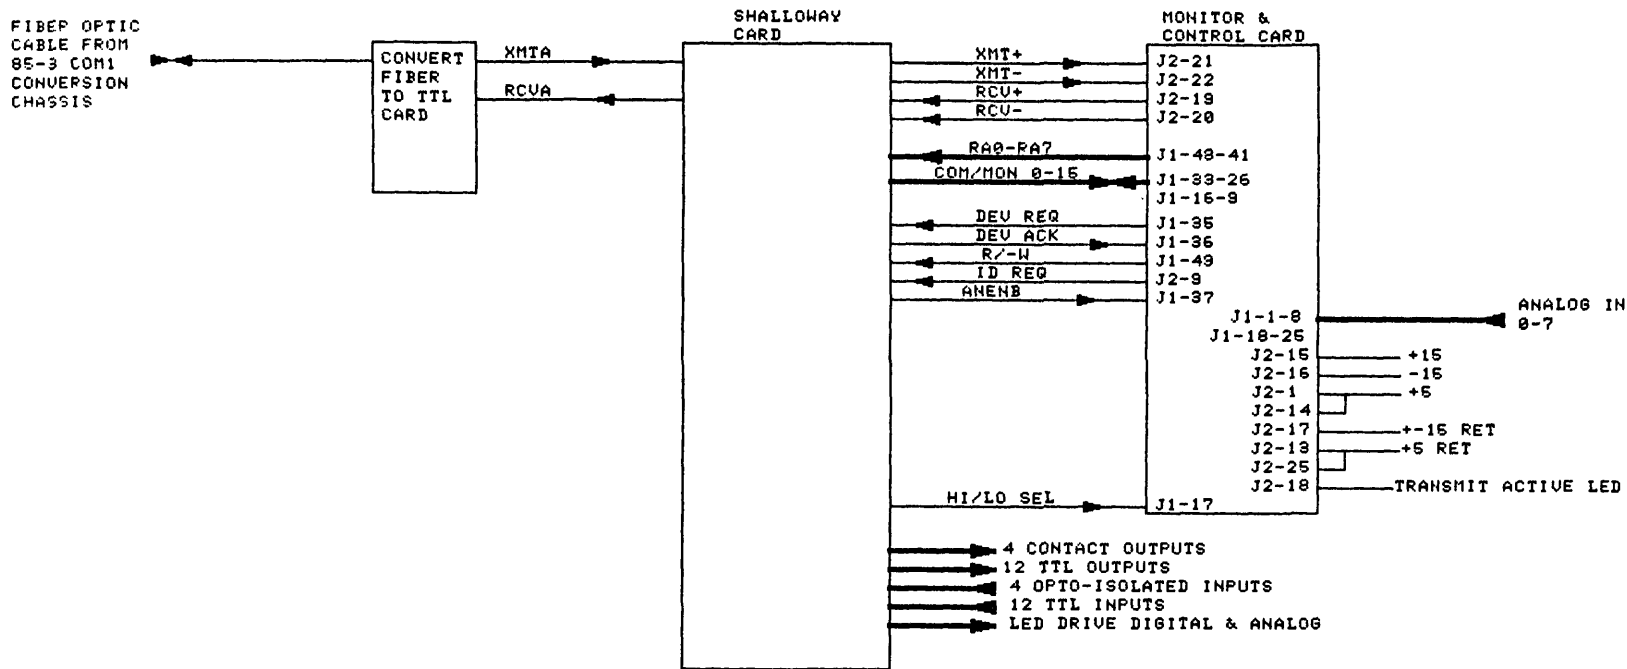 FIBER OPTIC
CABLE FROM
85-3 COM1
CONVERSION
CHASSIS
CONVERT
FIBER
TO TTL
CARD
XMTA
RCVA
SHALLOWAY
CARD
MONITOR &
CONTROL CARD
XMT+
J2-21
XMT-
J2-22
RCV+
J2-19
RCV-
J2-20
RA0-RA7
J1-48-41
COM/MON 0-15
J1-33-26
J1-16-9
DEV REQ
J1-35
DEV ACK
J1-36
R/-W
J1-49
ID REQ
J2-9
ANENB
J1-37
J1-1-8
J1-18-25
ANALOG IN
0-7
J2-15
+15
J2-16
-15
J2-1
+5
J2-14
J2-17
+-15 RET
J2-13
+5 RET
J2-25
J2-18
TRANSMIT ACTIVE LED
HI/LO SEL
J1-17
4 CONTACT OUTPUTS
12 TTL OUTPUTS
4 OPTO-ISOLATED INPUTS
12 TTL INPUTS
LED DRIVE DIGITAL & ANALOG